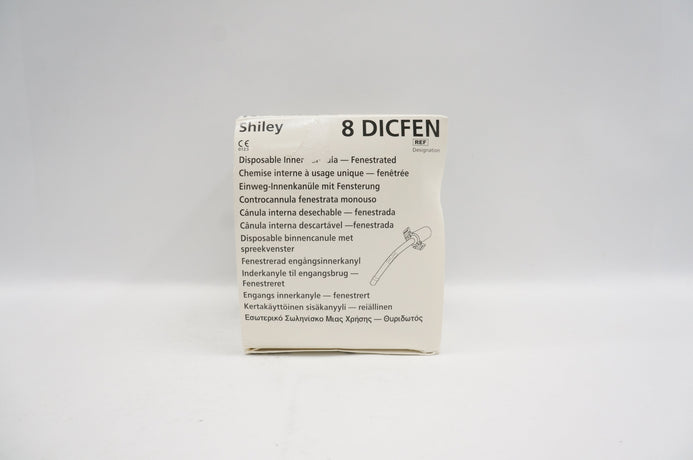 Shiley
8 DICFEN
CE
0123
REF
Designation
Disposable Inner — Fenestrated
Chemise interne à usage unique — fenêtrée
Einweg-Innenkanüle mit Fensterung
Controcannula fenestrata monouso
Cánula interna desechable — fenestrada
Cânula interna descartável —fenestrada
Disposable binnencanule met
spreekvenster
Fenestrerad engångsinnerkanyl
Inderkanyle til engangsbrug —
Fenestreret
Engangs innerkanyle — fenestrert
Kertakäyttöinen sisäkanyyli — reiällinen
Εσωτερικό Σωληνίσκο Μιας Χρήσης — Θυριδωτός